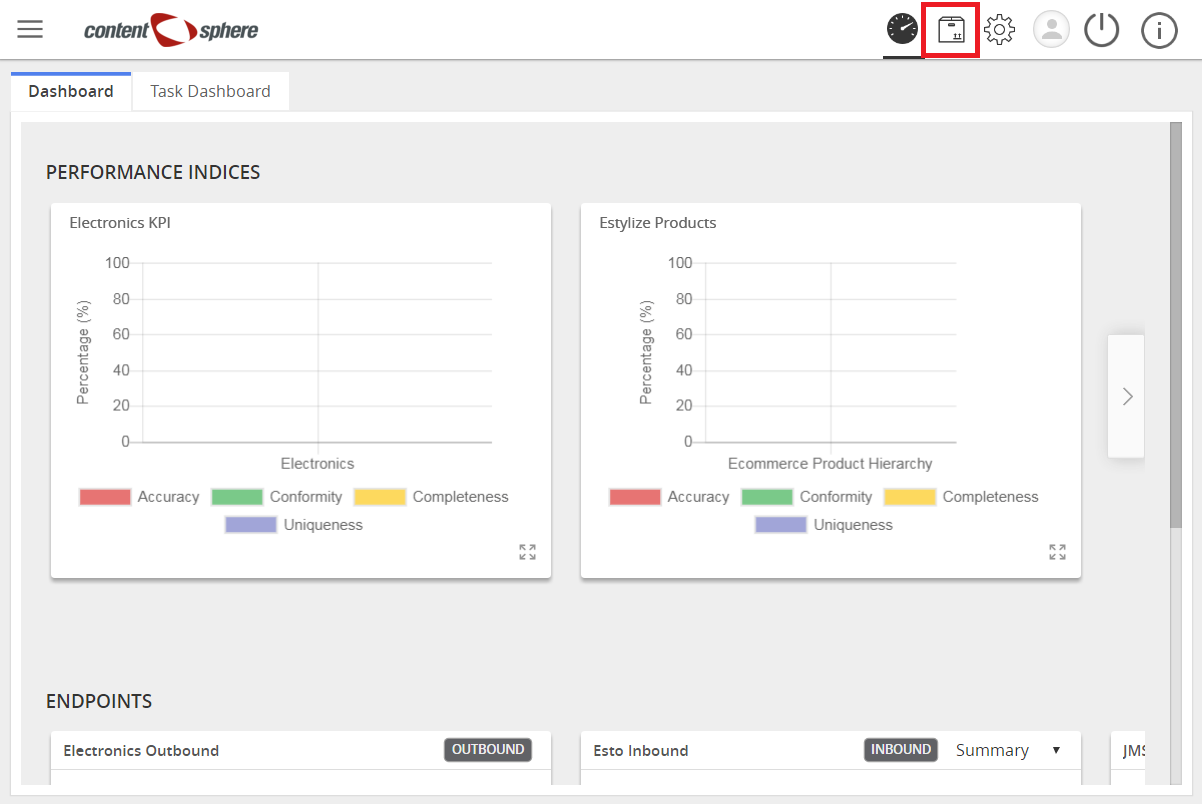 content sphere
Dashboard Task Dashboard
PERFORMANCE INDICES
Electronics KPI
100
80
60
40
20
0
Percentage (%)
Electronics
Accuracy Conformity Completeness
Uniqueness
Estylize Products
100
80
60
40
20
0
Percentage (%)
Ecommerce Product Hierarchy
Accuracy Conformity Completeness
Uniqueness
ENDPOINTS
Electronics Outbound OUTBOUND
Esto Inbound INBOUND Summary
JMS